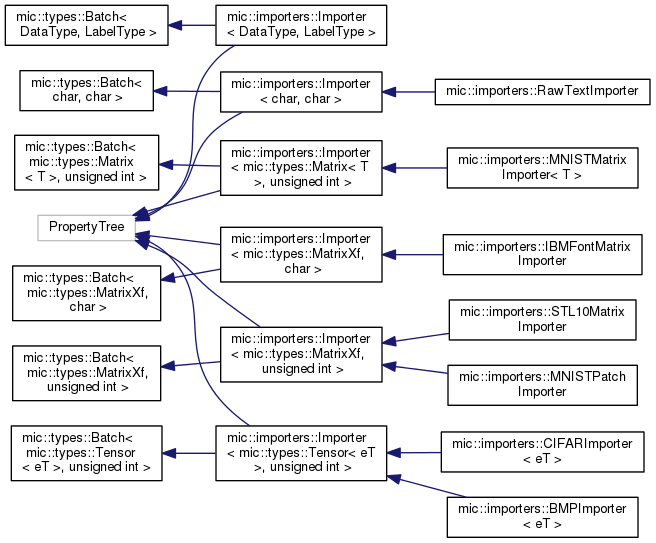 mic::types::Batch<
DataType, LabelType >
mic::importers::Importer
< DataType, LabelType >
mic::types::Batch<
char, char >
mic::importers::Importer
< char, char >
mic::importers::RawTextImporter
mic::types::Batch<
mic::types::Matrix
< T >, unsigned int >
mic::importers::Importer
< mic::types::Matrix< T
>, unsigned int >
mic::importers::MNISTMatrix
Importer< T >
PropertyTree
mic::importers::Importer
< mic::types::MatrixXf,
char >
mic::importers::IBMFontMatrix
Importer
mic::types::Batch<
mic::types::MatrixXf,
char >
mic::importers::Importer
< mic::types::MatrixXf,
unsigned int >
mic::importers::STL10Matrix
Importer
mic::types::Batch<
mic::types::MatrixXf,
unsigned int >
mic::importers::MNISTPatch
Importer
mic::types::Batch<
mic::types::Tensor
< eT >, unsigned int >
mic::importers::Importer
< mic::types::Tensor< eT
>, unsigned int >
mic::importers::CIFARImporter
< eT >
mic::importers::BMPImporter
< eT >